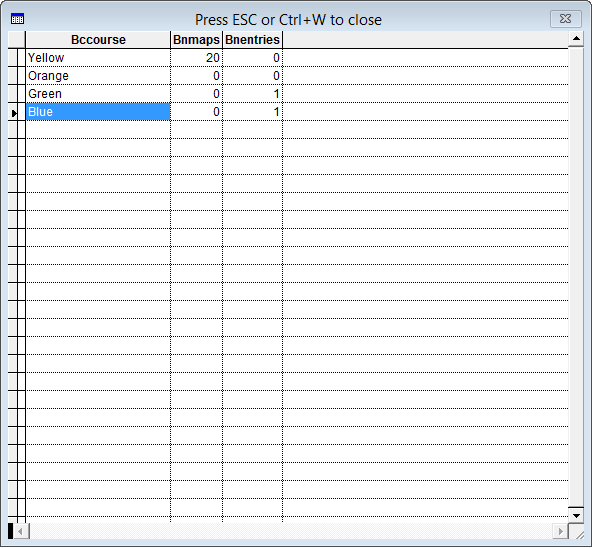 Press ESC or Ctrl+W to close
Bccourse Bnmaps Bnentries
Yellow 20 0
Orange 0 0
Green 0 1
Blue 0 1